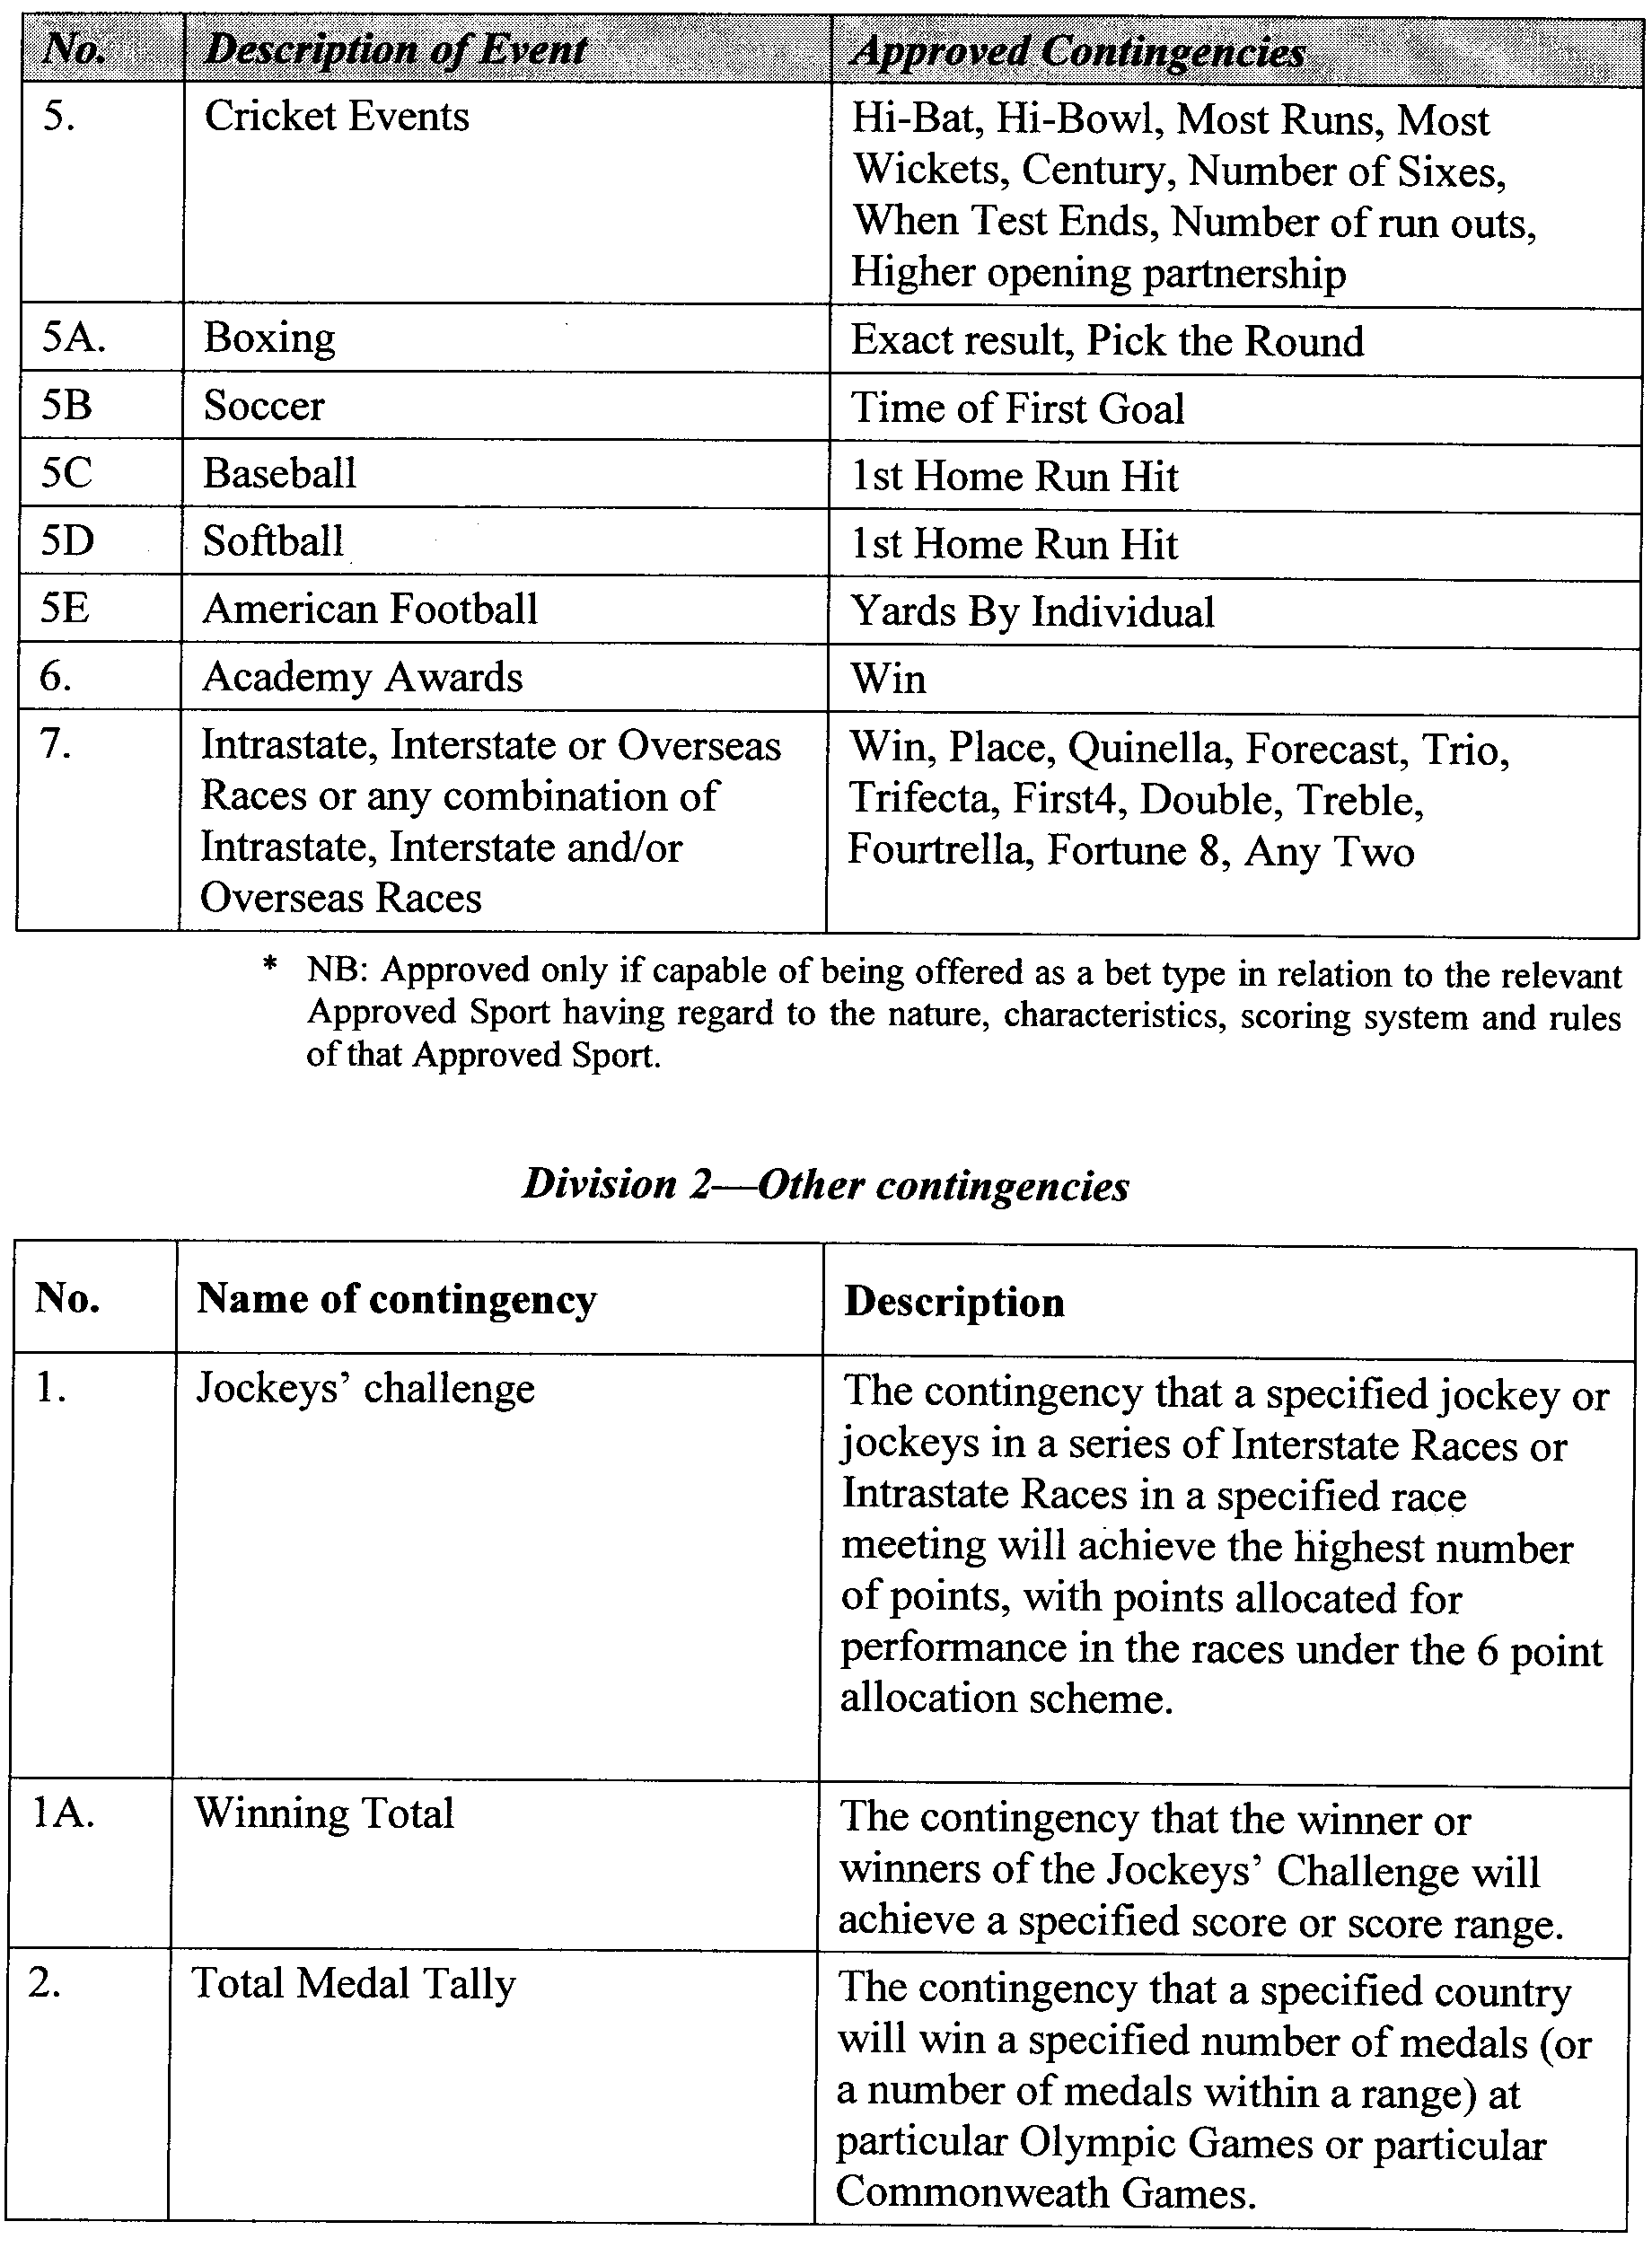 No. Description of Event Approved Contingencies
5. Cricket Events Hi-Bat, Hi-Bowl, Most Runs, Most
Wickets, Century, Number of Sixes,
When Test Ends, Number of run outs,
Higher opening partnership
5A. Boxing Exact result, Pick the Round
5B Soccer Time of First Goal
5C Baseball 1st Home Run Hit
5D Softball 1st Home Run Hit
5E American Football Yards By Individual
6. Academy Awards Win
7. Intrastate, Interstate or Overseas Win, Place, Quinella, Forecast, Trio,
Races or any combination of Trifecta, First4, Double, Treble,
Intrastate, Interstate and/or Fourtrella, Fortune 8, Any Two
Overseas Races
* NB: Approved only if capable of being offered as a bet type in relation to the relevant
Approved Sport having regard to the nature, characteristics, scoring system and rules
of that Approved Sport.
Division 2—Other contingencies
No. Name of contingency Description
1. Jockeys’ challenge The contingency that a specified jockey or
jockeys in a series of Interstate Races or
Intrastate Races in a specified race
meeting will achieve the highest number
of points, with points allocated for
performance in the races under the 6 point
allocation scheme.
1A. Winning Total The contingency that the winner or
winners of the Jockeys’ Challenge will
achieve a specified score or score range.
2. Total Medal Tally The contingency that a specified country
will win a specified number of medals (or
a number of medals within a range) at
particular Olympic Games or particular
Commonweath Games.